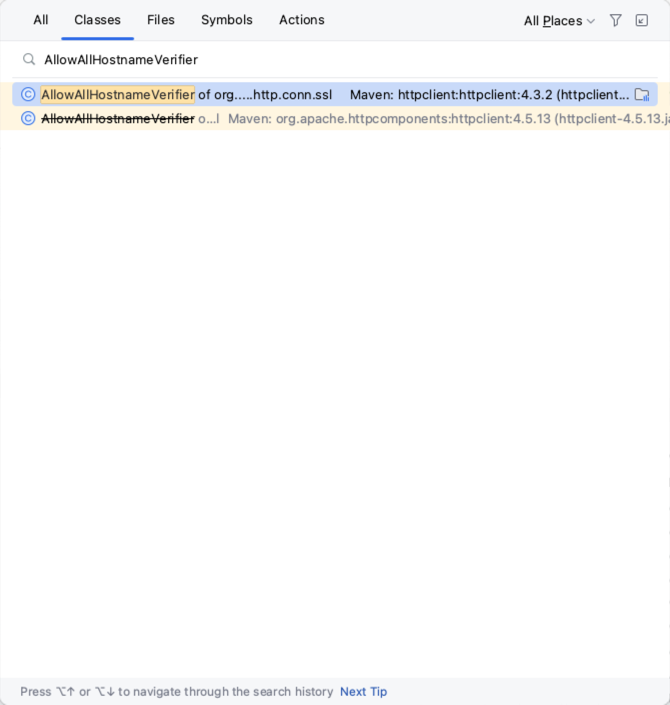 All Classes Files Symbols Actions All Places
AllowAllHostnameVerifier
AllowAllHostnameVerifier of org.....http.conn.ssl Maven: httpclient:httpclient:4.3.2 (httpclient...
AllowAllHostnameVerifier o...l Maven: org.apache.httpcomponents:httpclient:4.5.13 (httpclient-4.5.13.ja
Press ⌥↑ or ⌥↓ to navigate through the search history Next Tip